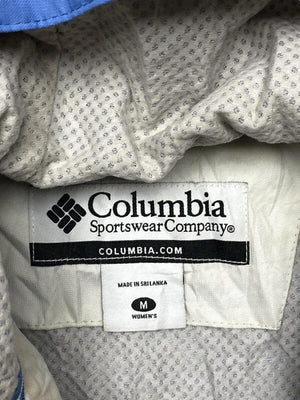 Columbia
Sportswear Company®
COLUMBIA.COM
MADE IN SRI LANKA
M
WOMEN'S